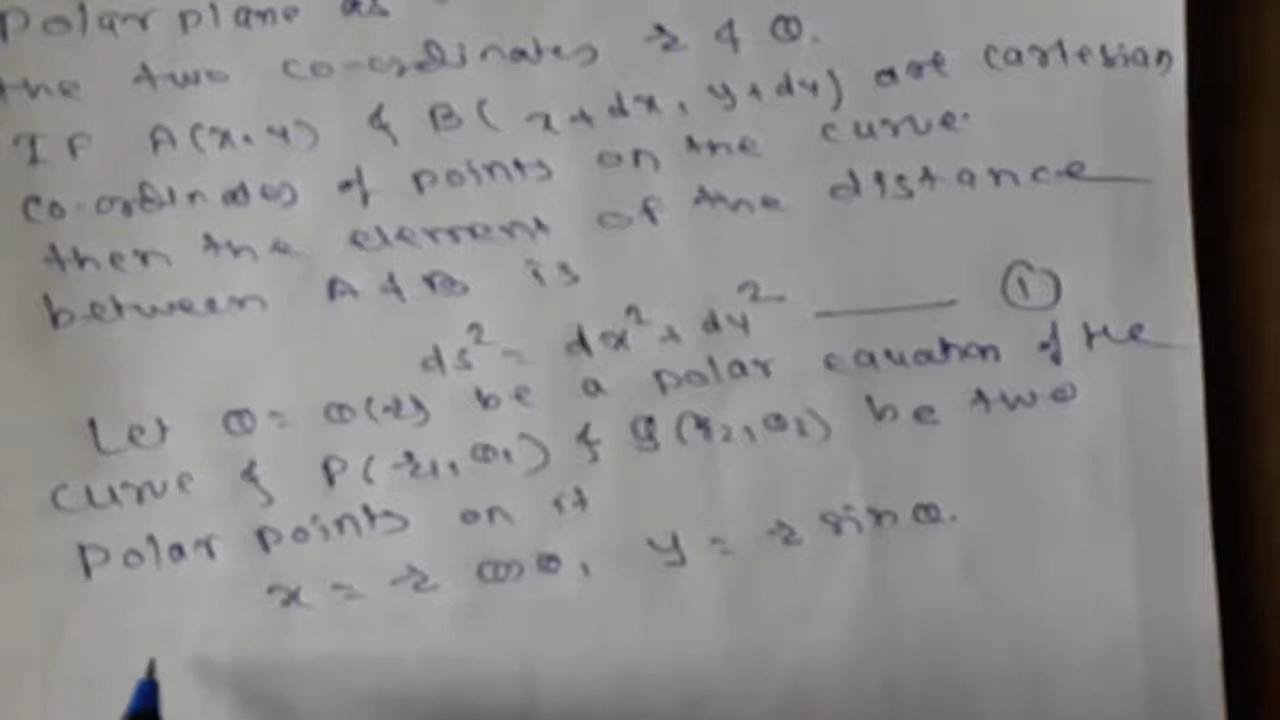 Polar plane as
the two co-ordinates r & θ.
If A(x,y) & B(x+dx, y+dy) are cartesian
co-ordinates of points on the curve.
then the element of the distance
between A & B is
ds² = dx² + dy² —— ①
Let θ = θ(r) be a polar equation of the
curve & P(r₁, θ₁) & Q(r₂, θ₂) be two
polar points on it
x = r cos θ, y = r sin θ.